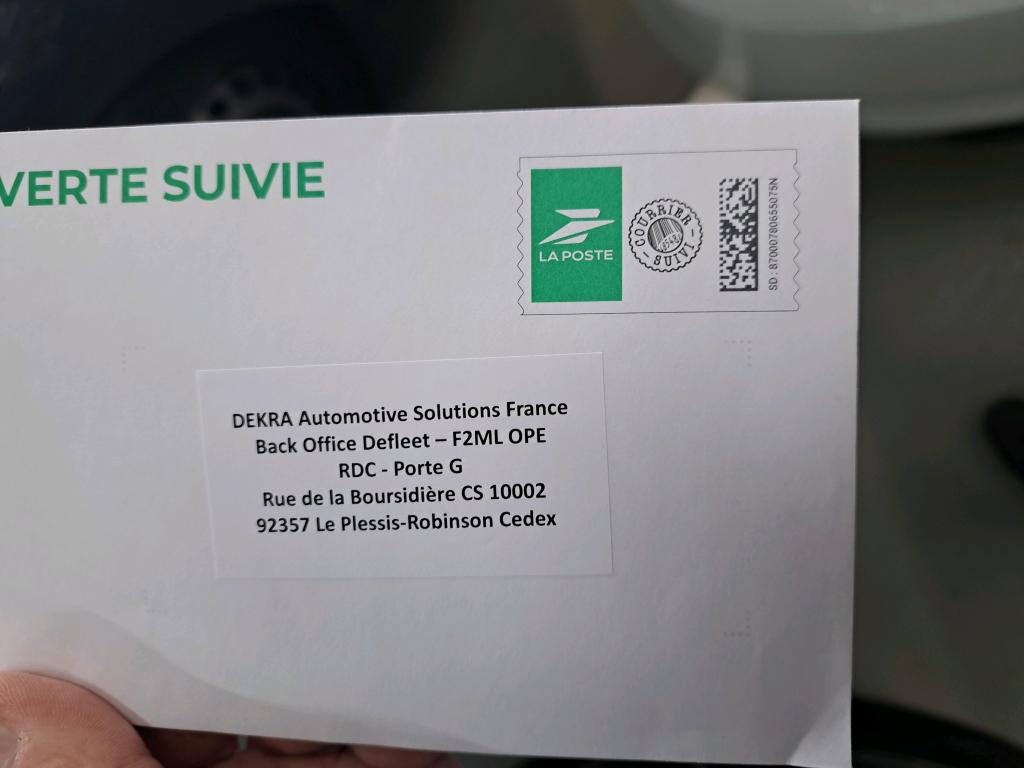 VERTE SUIVIE
LA POSTE
COURRIER
SUIVI
SD : 87000780655075N
DEKRA Automotive Solutions France
Back Office Defleet – F2ML OPE
RDC - Porte G
Rue de la Boursidière CS 10002
92357 Le Plessis-Robinson Cedex